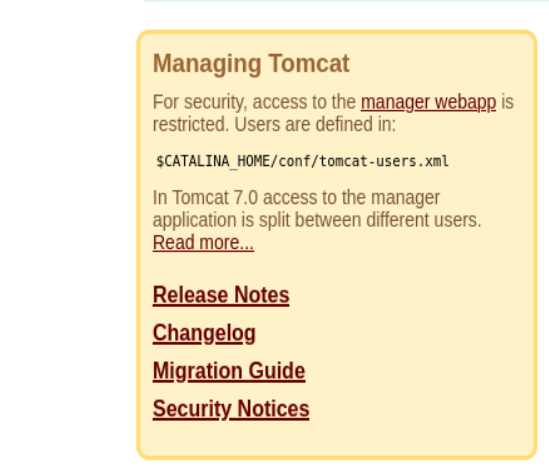 Managing Tomcat
For security, access to the manager webapp is
restricted. Users are defined in:
$CATALINA_HOME/conf/tomcat-users.xml
In Tomcat 7.0 access to the manager
application is split between different users.
Read more...
Release Notes
Changelog
Migration Guide
Security Notices